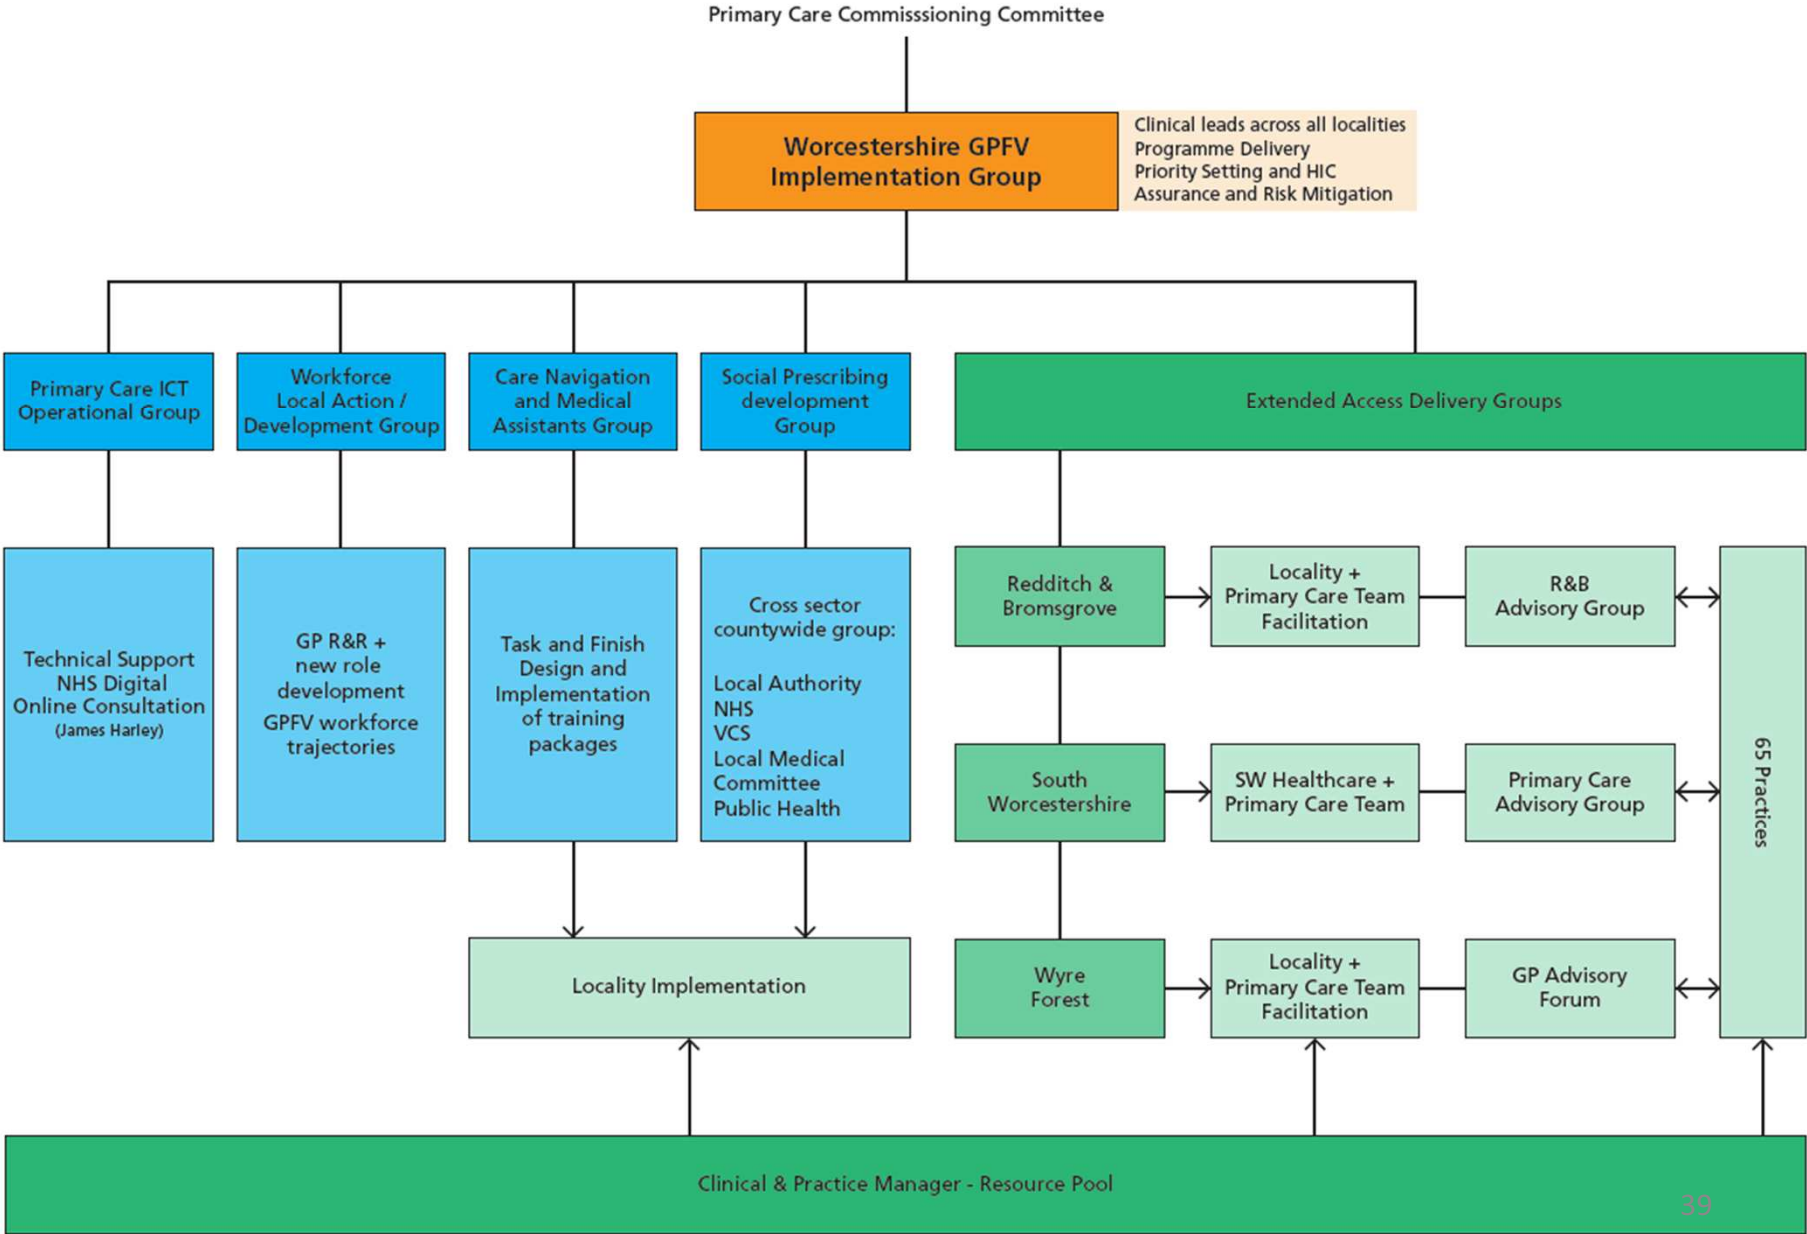 Primary Care Commisssioning Committee
Worcestershire GPFV
Implementation Group
Clinical leads across all localities
Programme Delivery
Priority Setting and HIC
Assurance and Risk Mitigation
Primary Care ICT
Operational Group
Workforce
Local Action /
Development Group
Care Navigation
and Medical
Assistants Group
Social Prescribing
development
Group
Extended Access Delivery Groups
Technical Support
NHS Digital
Online Consultation
(James Harley)
GP R&R +
new role
development
GPFV workforce
trajectories
Task and Finish
Design and
Implementation
of training
packages
Cross sector
countywide group:
Local Authority
NHS
VCS
Local Medical
Committee
Public Health
Redditch &
Bromsgrove
Locality +
Primary Care Team
Facilitation
R&B
Advisory Group
South
Worcestershire
SW Healthcare +
Primary Care Team
Primary Care
Advisory Group
65 Practices
Locality Implementation
Wyre
Forest
Locality +
Primary Care Team
Facilitation
GP Advisory
Forum
Clinical & Practice Manager - Resource Pool
39